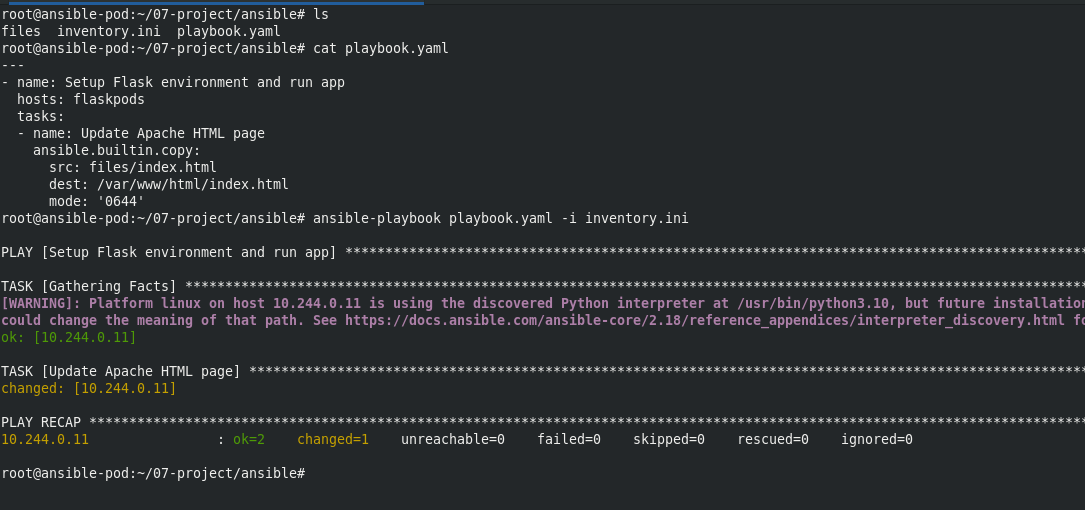 root@ansible-pod:~/07-project/ansible# ls
files  inventory.ini  playbook.yaml
root@ansible-pod:~/07-project/ansible# cat playbook.yaml
---
- name: Setup Flask environment and run app
  hosts: flaskpods
  tasks:
  - name: Update Apache HTML page
    ansible.builtin.copy:
      src: files/index.html
      dest: /var/www/html/index.html
      mode: '0644'
root@ansible-pod:~/07-project/ansible# ansible-playbook playbook.yaml -i inventory.ini
PLAY [Setup Flask environment and run app] *********************************************************************************************
TASK [Gathering Facts] *****************************************************************************************************************
[WARNING]: Platform linux on host 10.244.0.11 is using the discovered Python interpreter at /usr/bin/python3.10, but future installation
could change the meaning of that path. See https://docs.ansible.com/ansible-core/2.18/reference_appendices/interpreter_discovery.html fo
ok: [10.244.0.11]
TASK [Update Apache HTML page] *********************************************************************************************************
changed: [10.244.0.11]
PLAY RECAP *****************************************************************************************************************************
10.244.0.11                : ok=2    changed=1    unreachable=0    failed=0    skipped=0    rescued=0    ignored=0
root@ansible-pod:~/07-project/ansible#